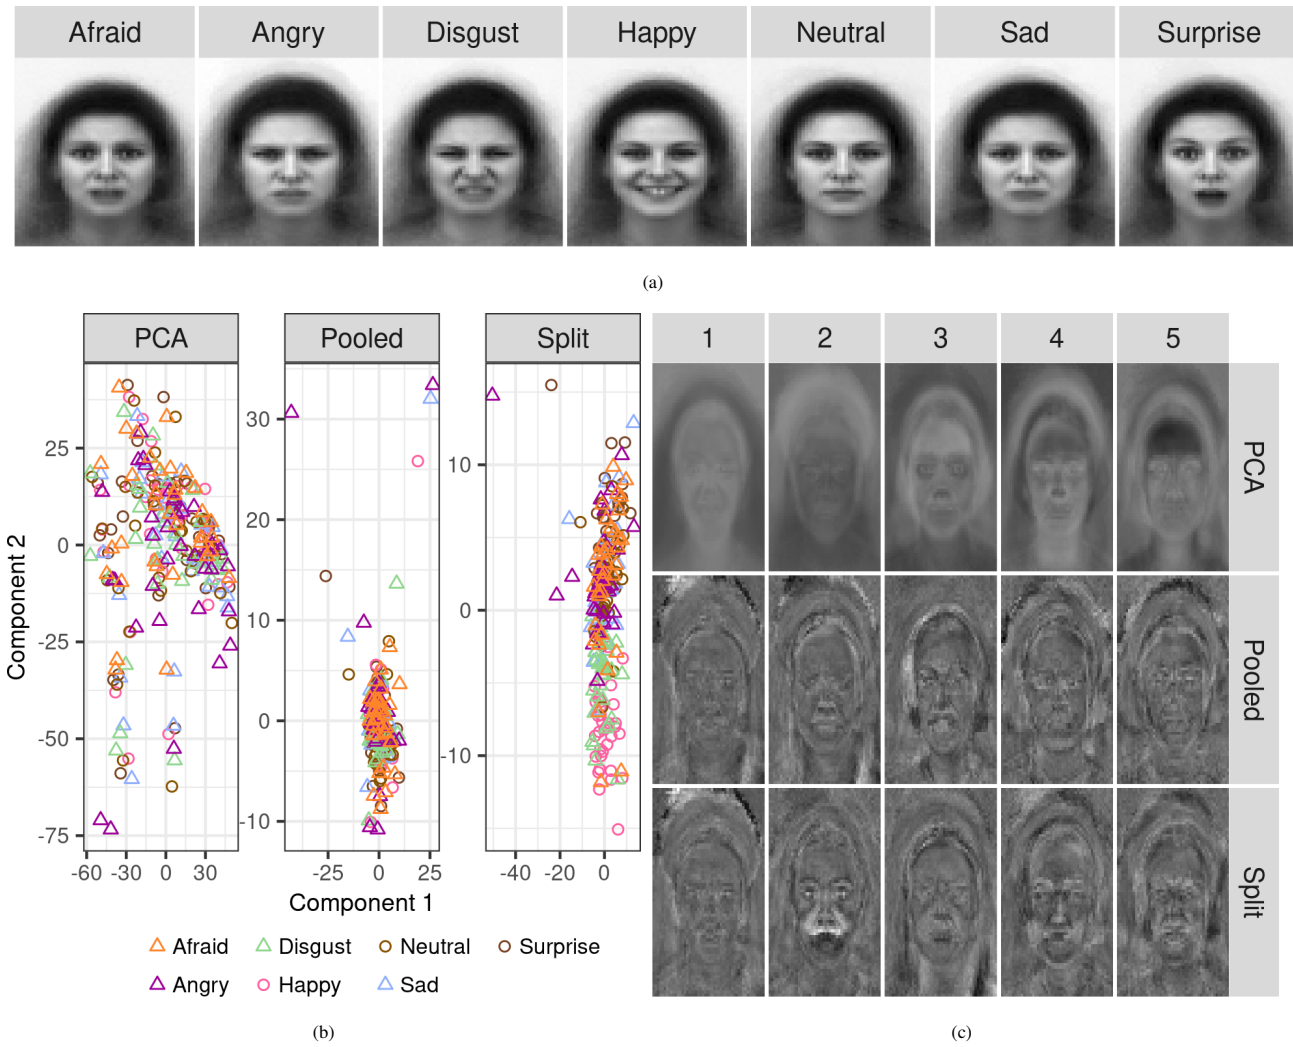 Afraid Angry Disgust Happy Neutral Sad Surprise
(a)
PCA Pooled Split
Component 2
25
0
-25
-50
-75
-60 -30 0 30
30
20
10
0
-10
-25 0 25
10
0
-10
-40 -20 0
Component 1
Afraid Disgust Neutral Surprise
Angry Happy Sad
(b)
1 2 3 4 5
PCA
Pooled
Split
(c)